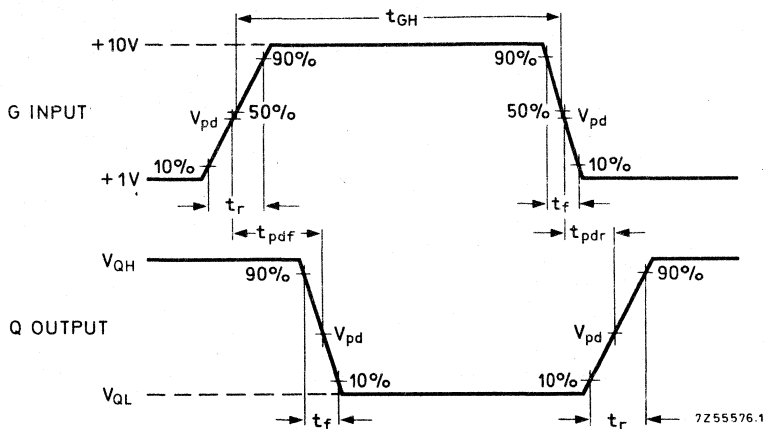 t_GH
+10V
90%
90%
G INPUT
V_pd
50%
50%
V_pd
10%
10%
+1V
t_r
t_f
t_pdf
t_pdr
V_QH
90%
90%
Q OUTPUT
V_pd
V_pd
10%
10%
V_QL
t_f
t_r
7Z55576.1